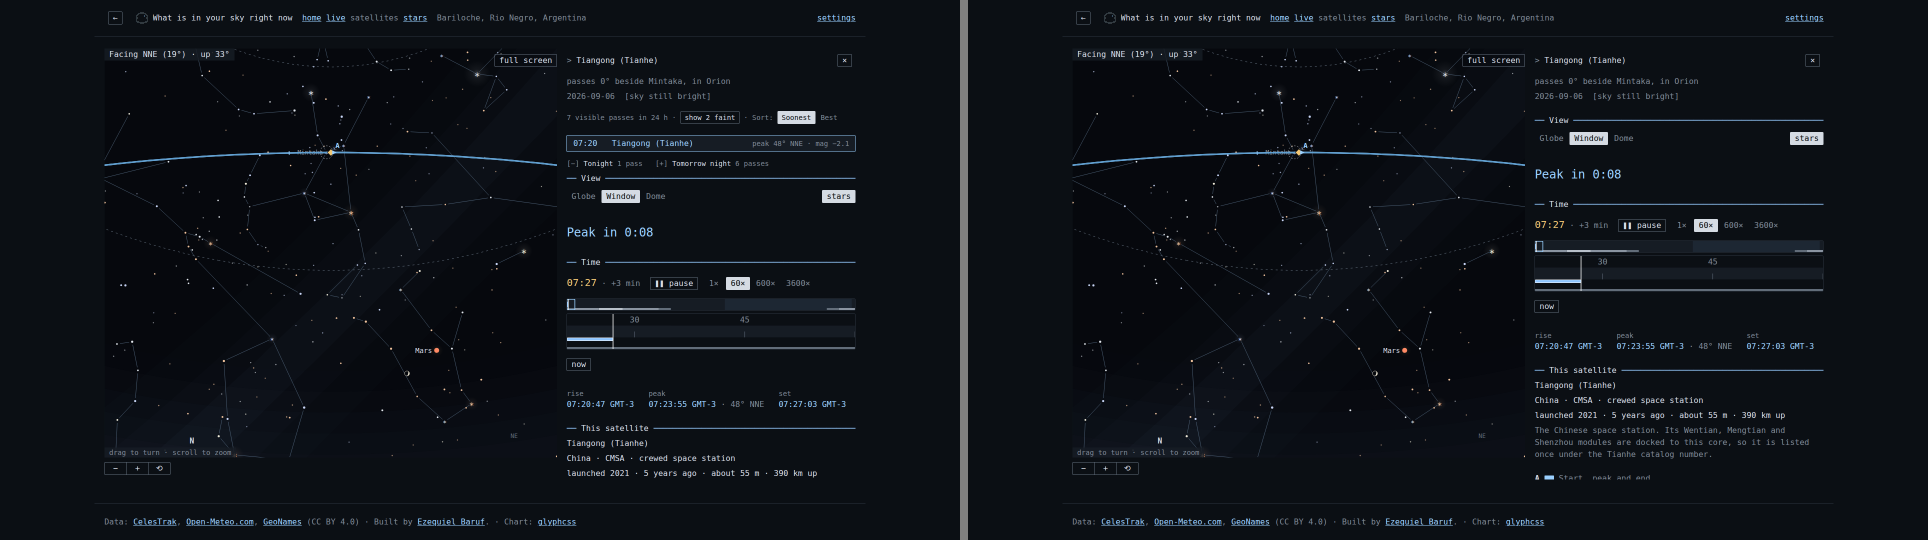 ← What is in your sky right now home live satellites stars Bariloche, Rio Negro, Argentina settings
Facing NNE (19°) · up 33°
full screen
Mintaka
A
Mars
N
NE
drag to turn · scroll to zoom
− + ⟲
> Tiangong (Tianhe) ×
passes 0° beside Mintaka, in Orion
2026-09-06 [sky still bright]
7 visible passes in 24 h · show 2 faint · Sort: Soonest Best
07:20 Tiangong (Tianhe) peak 48° NNE · mag −2.1
[−] Tonight 1 pass [+] Tomorrow night 6 passes
View
Globe Window Dome stars
Peak in 0:08
Time
07:27 · +3 min ❚❚ pause 1× 60× 600× 3600×
30 45
now
rise peak set
07:20:47 GMT-3 07:23:55 GMT-3 · 48° NNE 07:27:03 GMT-3
This satellite
Tiangong (Tianhe)
China · CMSA · crewed space station
launched 2021 · 5 years ago · about 55 m · 390 km up
Data: CelesTrak, Open-Meteo.com, GeoNames (CC BY 4.0) · Built by Ezequiel Baruf. · Chart: glyphcss
← What is in your sky right now home live satellites stars Bariloche, Rio Negro, Argentina settings
Facing NNE (19°) · up 33°
full screen
Mintaka
A
Mars
N
NE
drag to turn · scroll to zoom
− + ⟲
> Tiangong (Tianhe) ×
passes 0° beside Mintaka, in Orion
2026-09-06 [sky still bright]
View
Globe Window Dome stars
Peak in 0:08
Time
07:27 · +3 min ❚❚ pause 1× 60× 600× 3600×
30 45
now
rise peak set
07:20:47 GMT-3 07:23:55 GMT-3 · 48° NNE 07:27:03 GMT-3
This satellite
Tiangong (Tianhe)
China · CMSA · crewed space station
launched 2021 · 5 years ago · about 55 m · 390 km up
The Chinese space station. Its Wentian, Mengtian and
Shenzhou modules are docked to this core, so it is listed
once under the Tianhe catalog number.
A Start, peak and end
Data: CelesTrak, Open-Meteo.com, GeoNames (CC BY 4.0) · Built by Ezequiel Baruf. · Chart: glyphcss